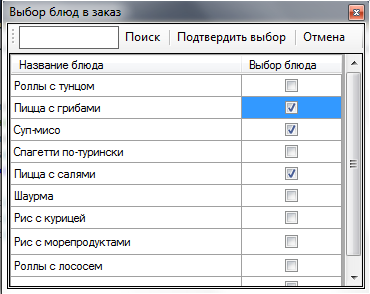 Выбор блюд в заказ
Поиск Подтвердить выбор Отмена
Название блюда Выбор блюда
Роллы с тунцом
Пицца с грибами
Суп-мисо
Спагетти по-турински
Пицца с салями
Шаурма
Рис с курицей
Рис с морепродуктами
Роллы с лососем